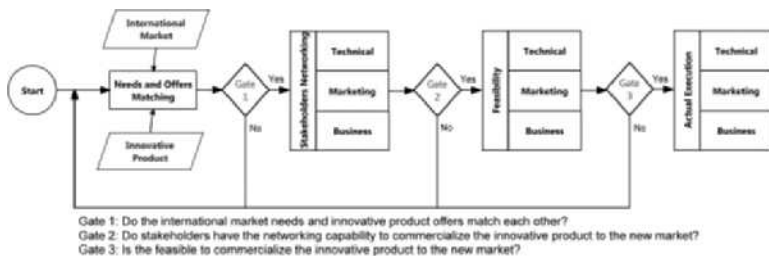 International
Market
Start
Needs and Offers
Matching
Innovative
Product
Gate
1
Yes
No
Stakeholders Networking
Technical
Marketing
Business
Gate
2
Yes
No
Feasibility
Technical
Marketing
Business
Gate
3
Yes
No
Actual Execution
Technical
Marketing
Business
Gate 1: Do the international market needs and innovative product offers match each other?
Gate 2: Do stakeholders have the networking capability to commercialize the innovative product to the new market?
Gate 3: Is the feasible to commercialize the innovative product to the new market?